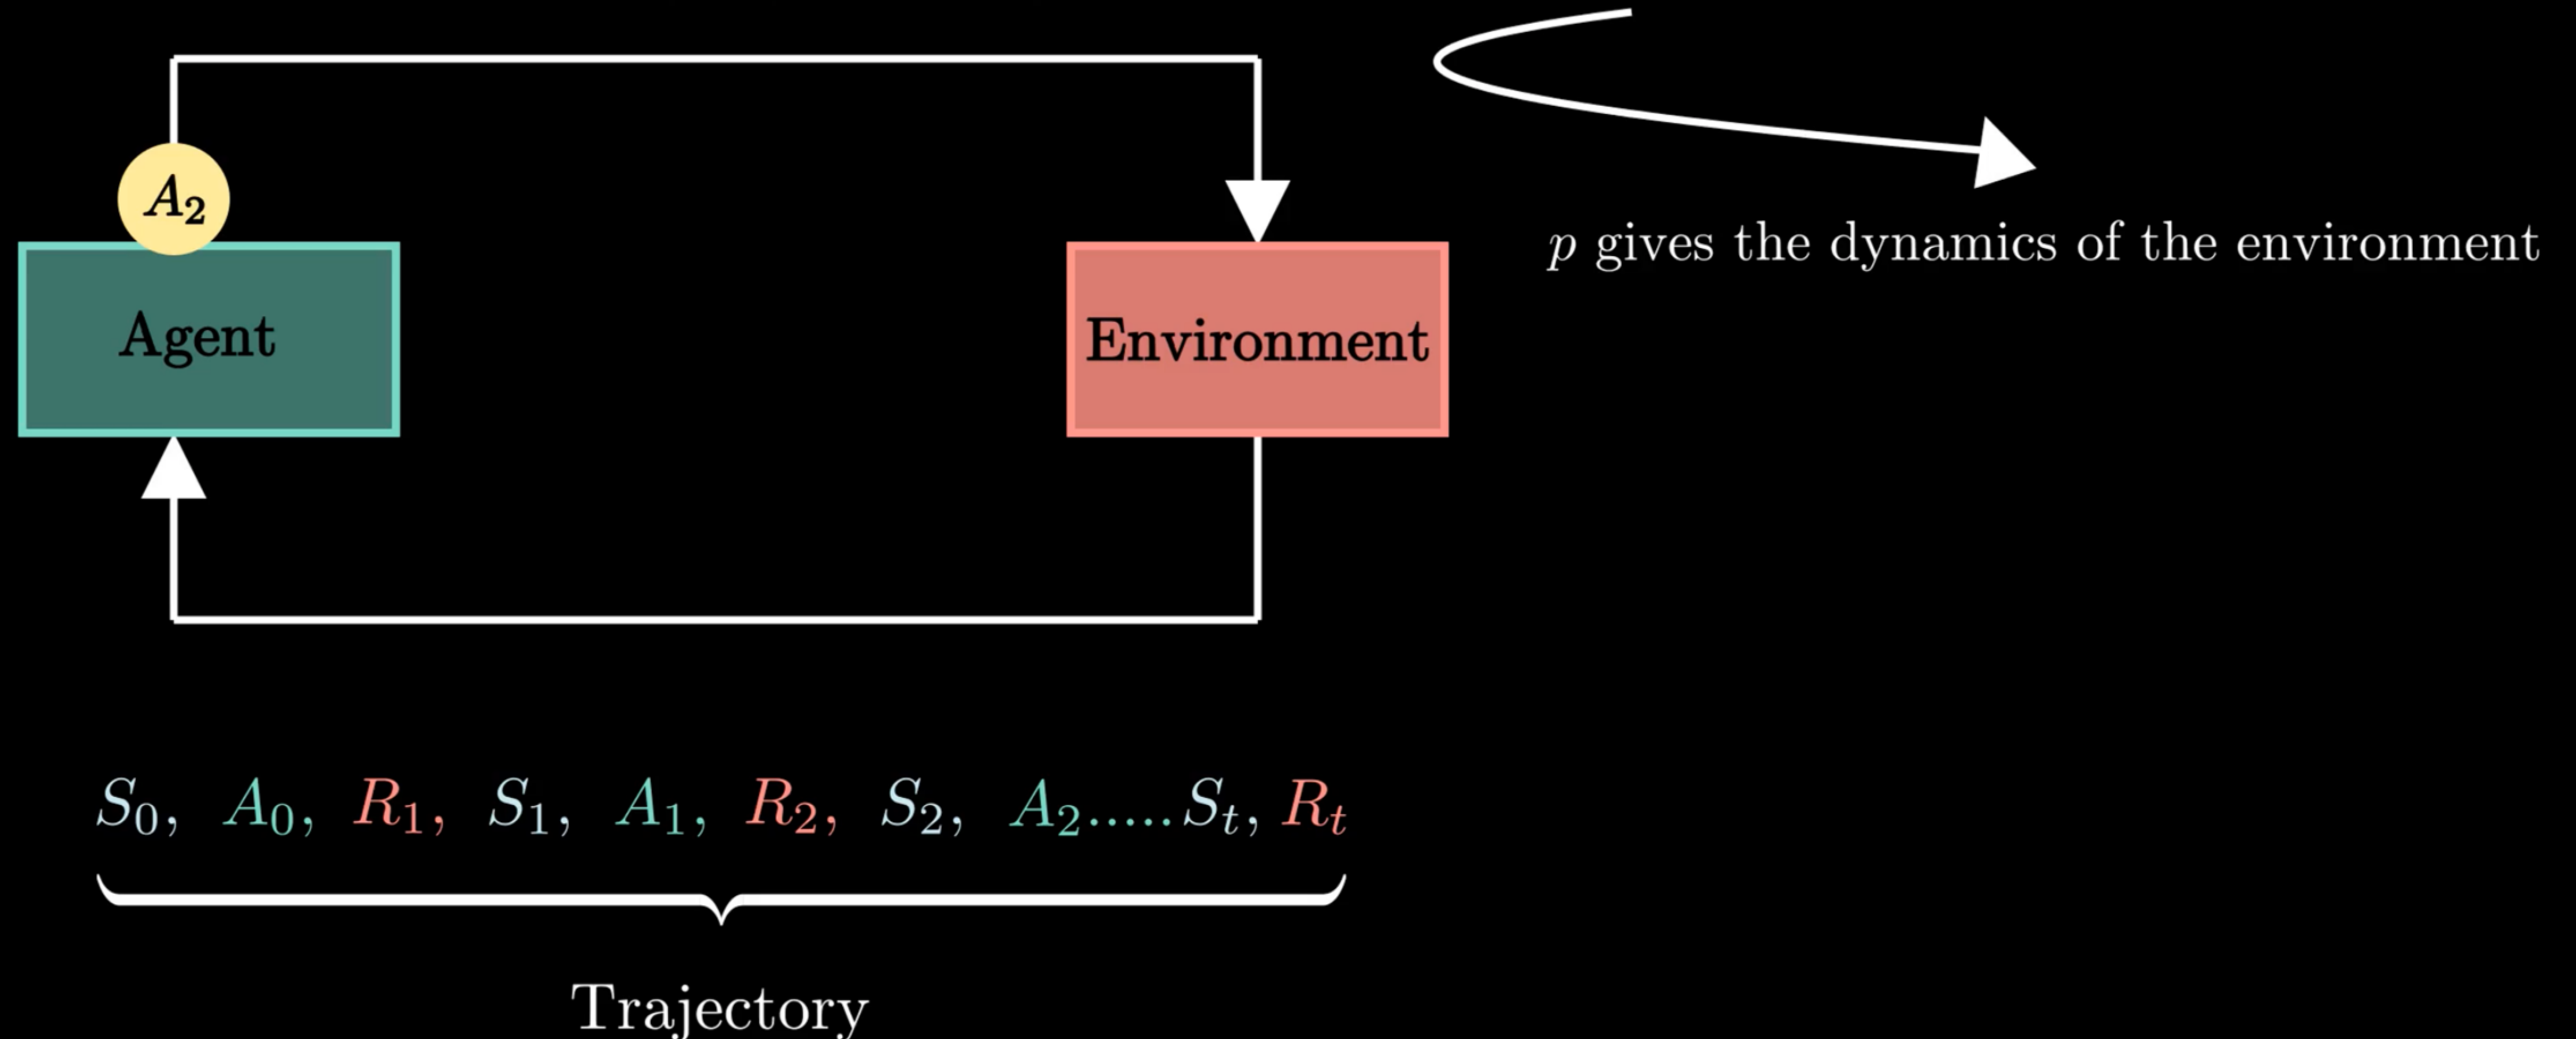 A₂
Agent
Environment
p gives the dynamics of the environment
S₀, A₀, R₁, S₁, A₁, R₂, S₂, A₂.....Sₜ, Rₜ
Trajectory